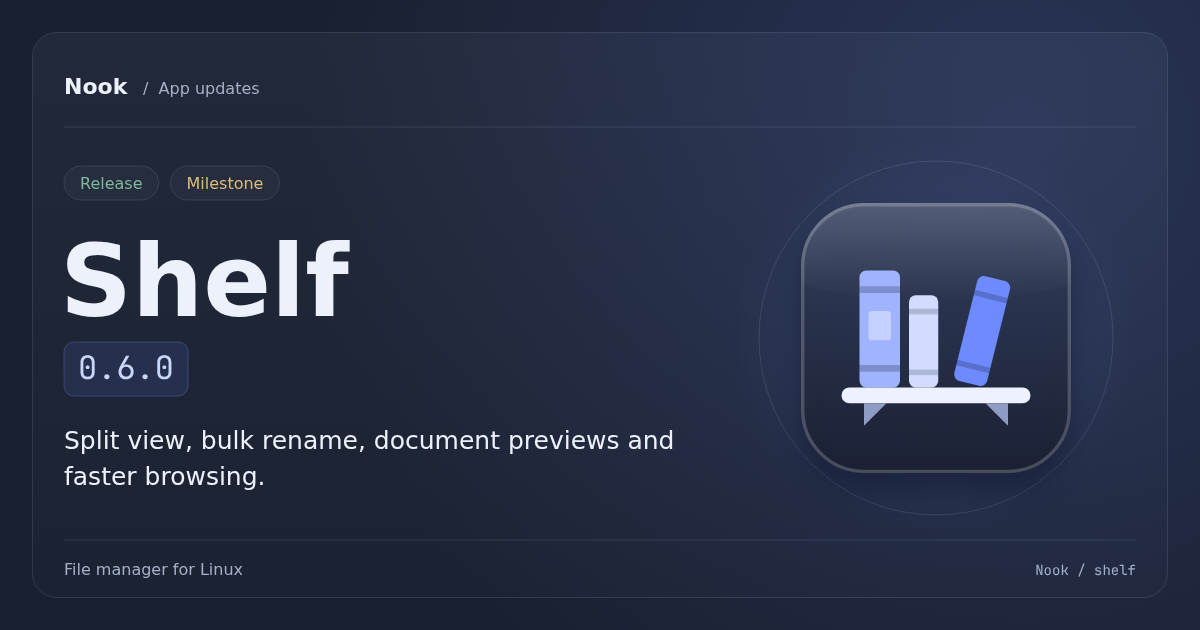 Nook / App updates
Release Milestone
Shelf
0.6.0
Split view, bulk rename, document previews and
faster browsing.
File manager for Linux
Nook / shelf